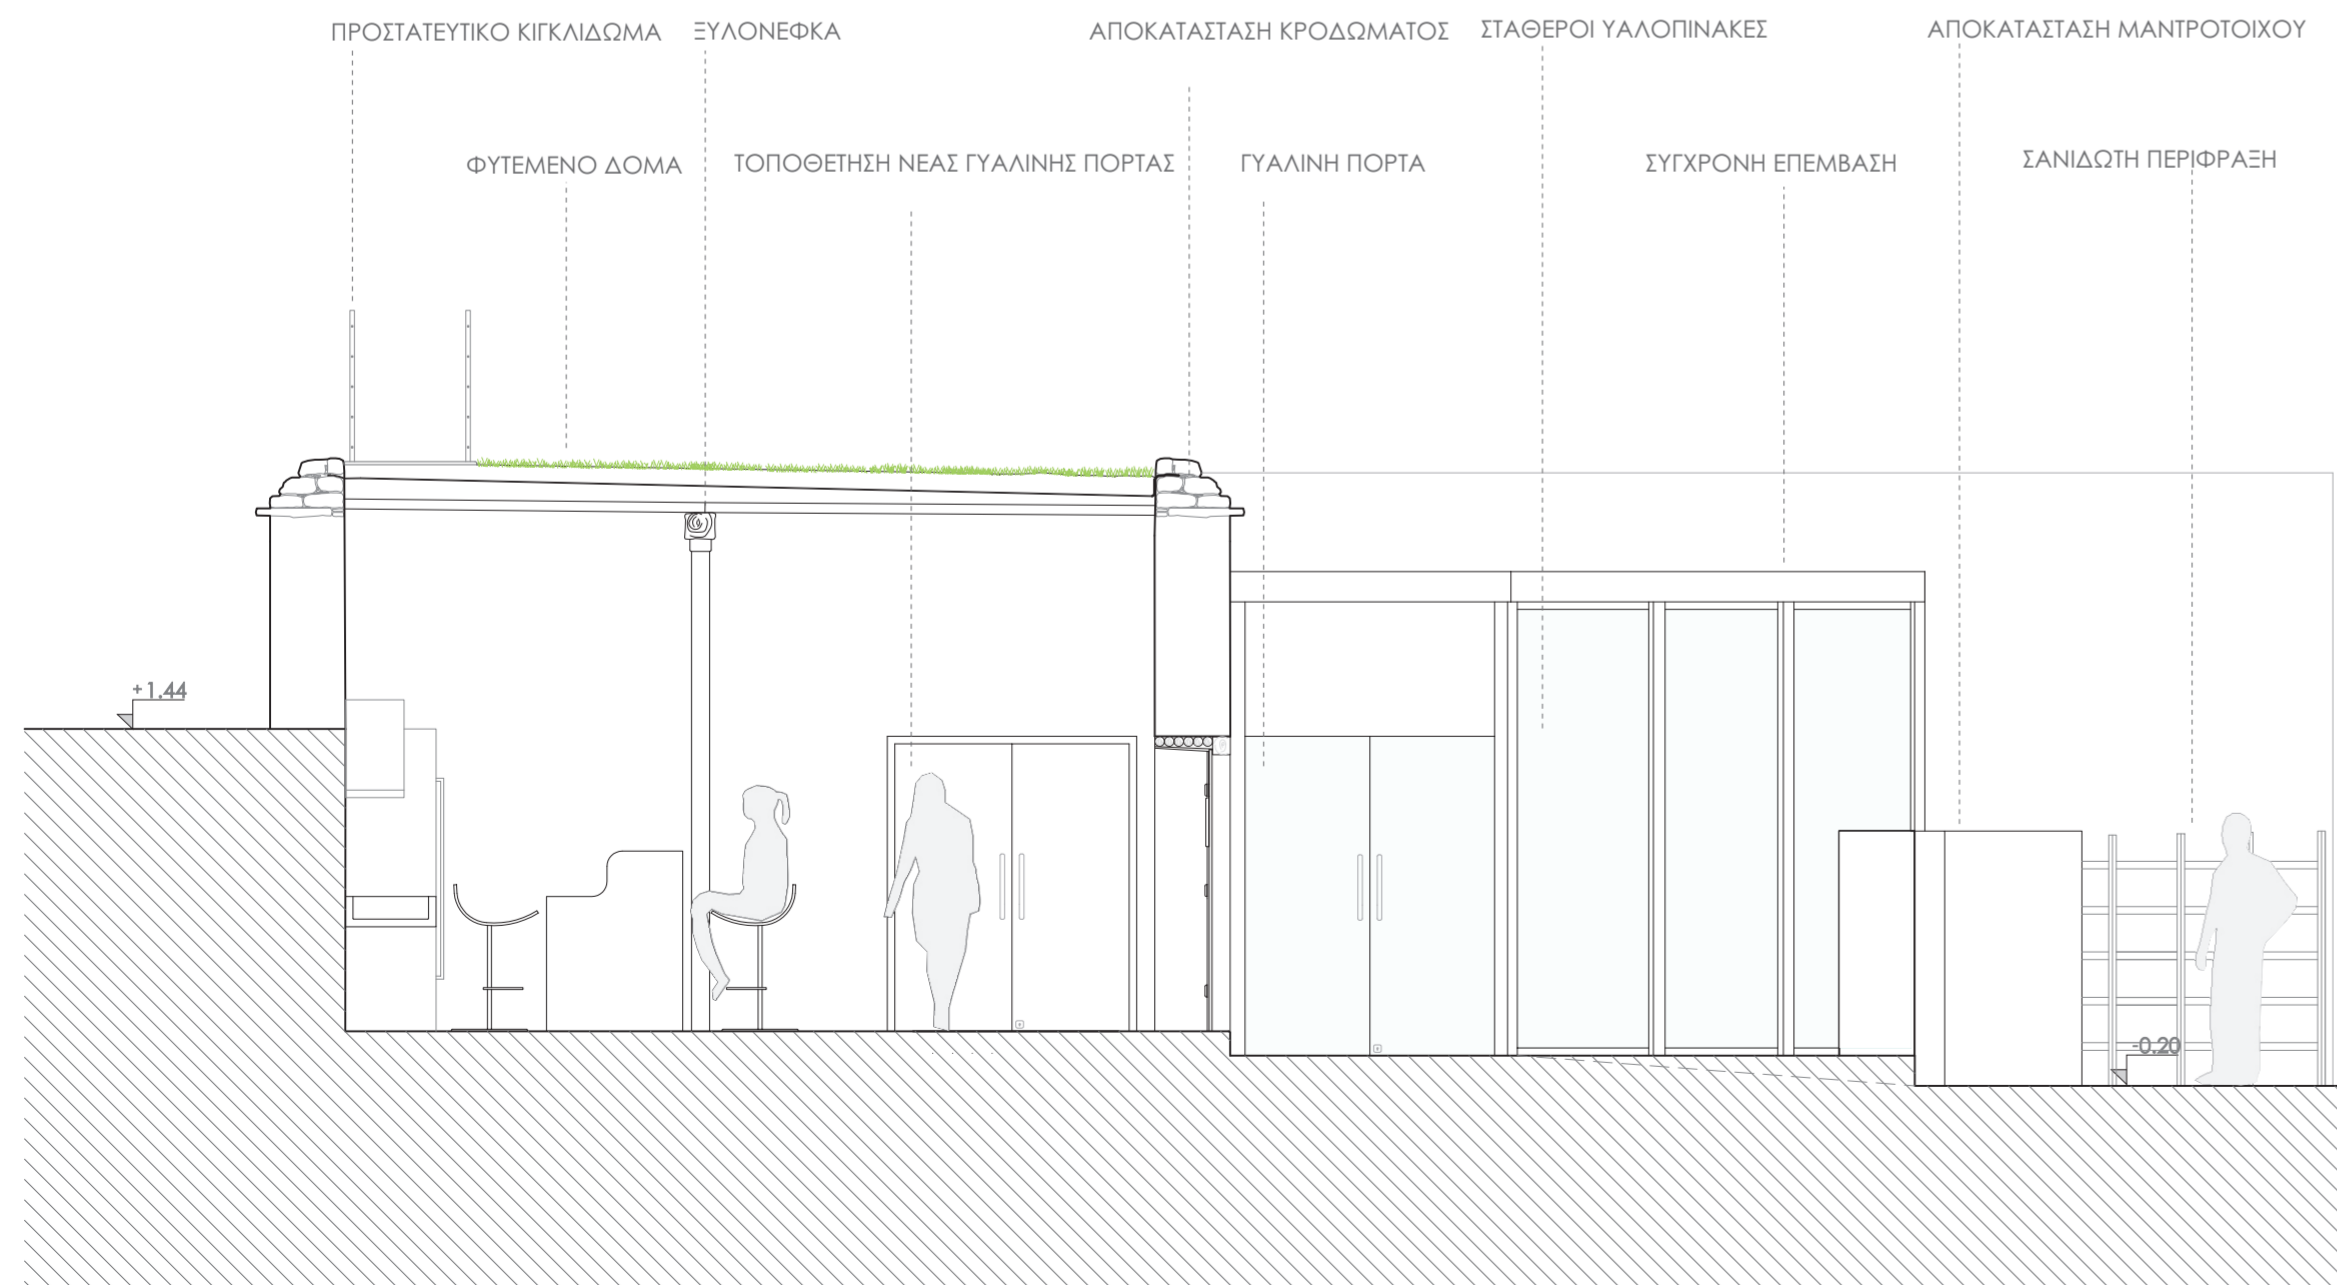 ΠΡΟΣΤΑΤΕΥΤΙΚΟ ΚΙΓΚΛΙΔΩΜΑ
ΞΥΛΟΝΕΦΚΑ
ΑΠΟΚΑΤΑΣΤΑΣΗ ΚΡΟΔΩΜΑΤΟΣ
ΣΤΑΘΕΡΟΙ ΥΑΛΟΠΙΝΑΚΕΣ
ΑΠΟΚΑΤΑΣΤΑΣΗ ΜΑΝΤΡΟΤΟΙΧΟΥ
ΦΥΤΕΜΕΝΟ ΔΟΜΑ
ΤΟΠΟΘΕΤΗΣΗ ΝΕΑΣ ΓΥΑΛΙΝΗΣ ΠΟΡΤΑΣ
ΓΥΑΛΙΝΗ ΠΟΡΤΑ
ΣΥΓΧΡΟΝΗ ΕΠΕΜΒΑΣΗ
ΣΑΝΙΔΩΤΗ ΠΕΡΙΦΡΑΞΗ
+1.44
-0.20